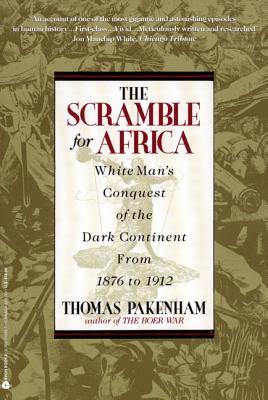 "An account of one of the most gigantic and astonishing episodes
in human history... First-class... Vivid... Meticulously written and researched
Jon Manchip White, Chicago Tribune
THE
SCRAMBLE
for AFRICA
White Man's
Conquest
of the
Dark Continent
From
1876 to 1912
THOMAS PAKENHAM
author of THE BOER WAR